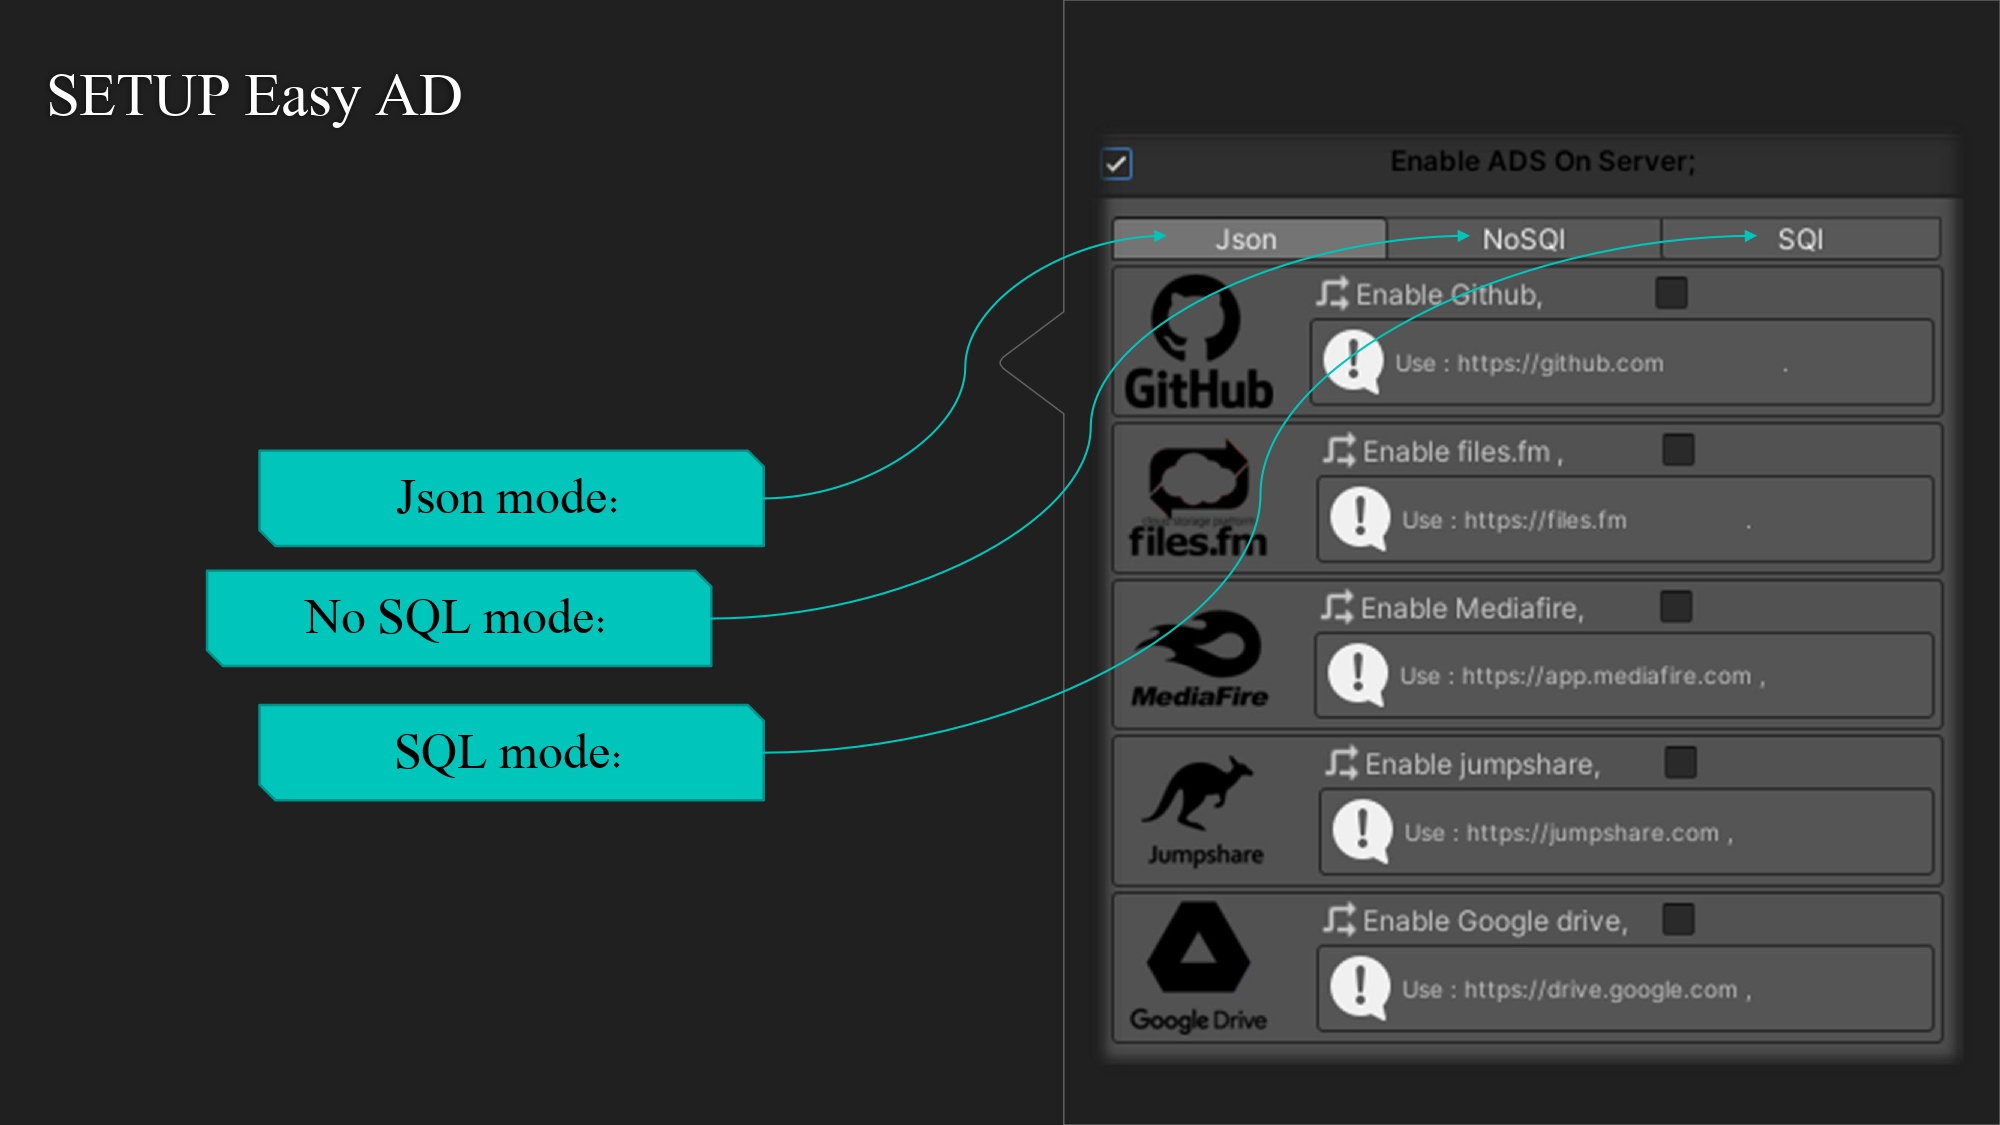 SETUP Easy AD
Json mode:
No SQL mode:
SQL mode:
Enable ADS On Server;
Json
NoSQl
SQl
GitHub
Enable Github,
Use : https://github.com .
cloud storage platform
files.fm
Enable files.fm ,
Use : https://files.fm .
MediaFire
Enable Mediafire,
Use : https://app.mediafire.com ,
Jumpshare
Enable jumpshare,
Use : https://jumpshare.com ,
Google Drive
Enable Google drive,
Use : https://drive.google.com ,